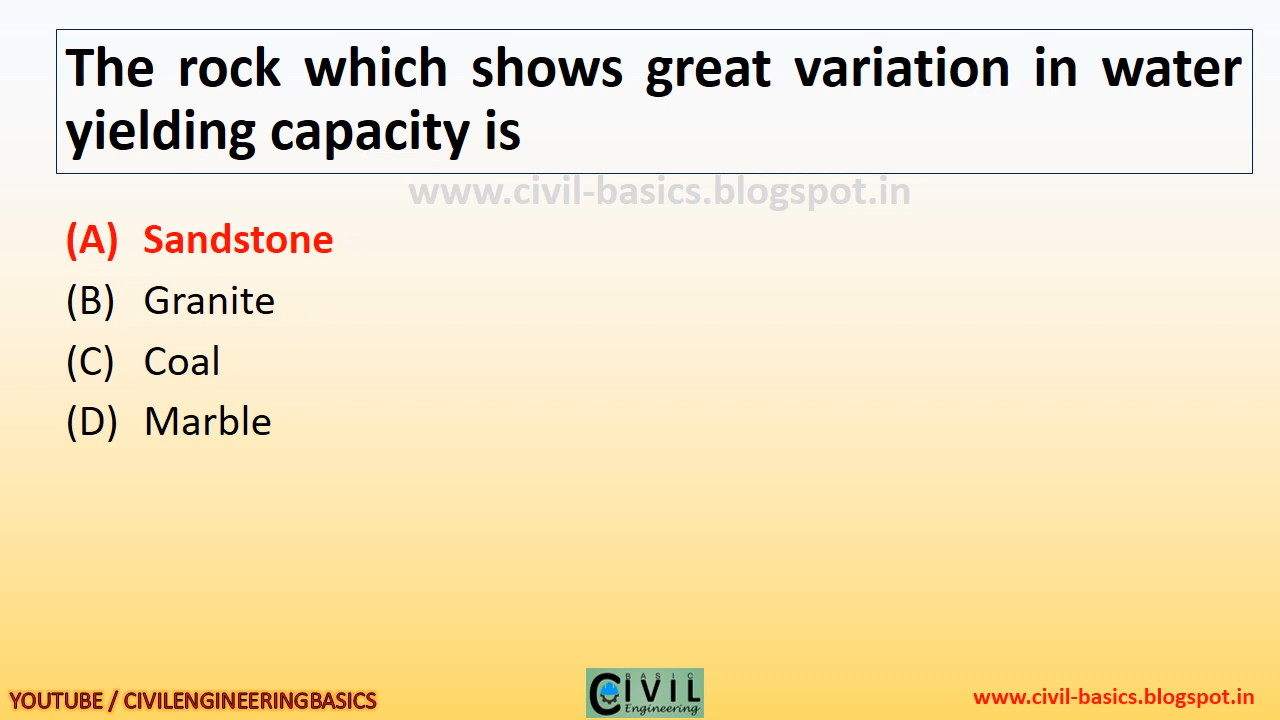 The rock which shows great variation in water
yielding capacity is
www.civil-basics.blogspot.in
(A) Sandstone
(B) Granite
(C) Coal
(D) Marble
YOUTUBE / CIVILENGINEERINGBASICS
BASIC
CIVIL
Engineering
www.civil-basics.blogspot.in